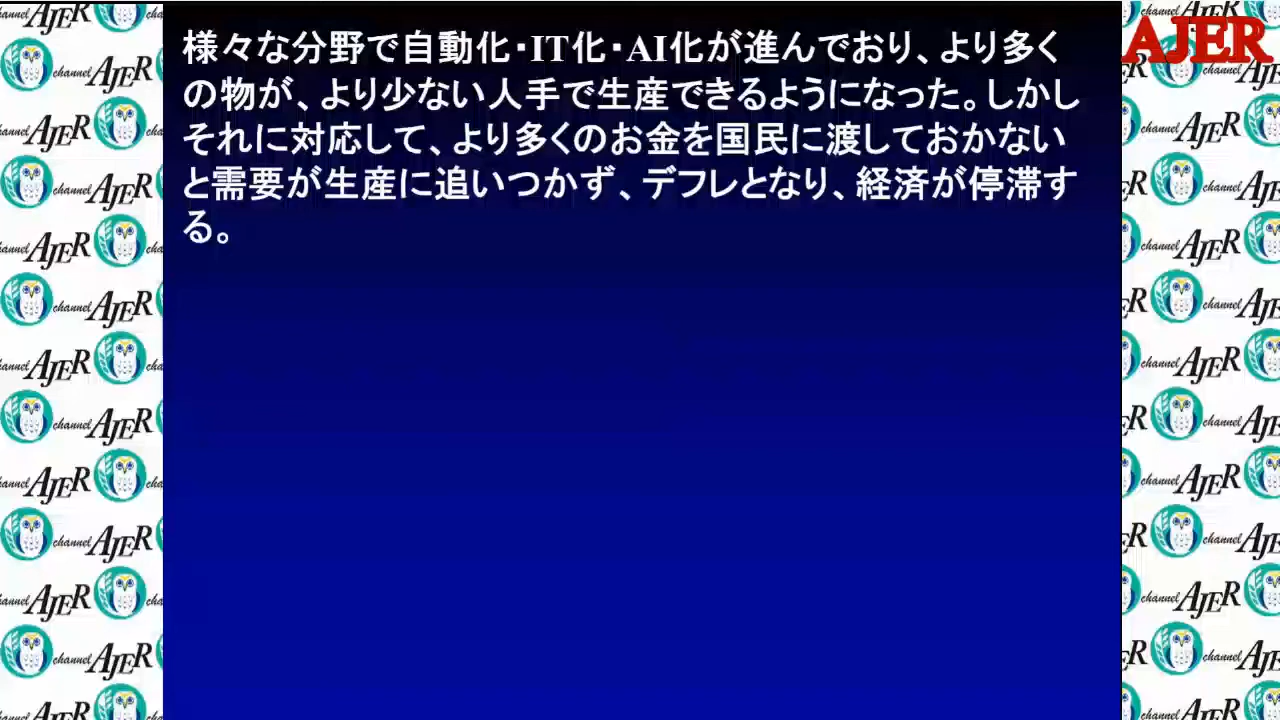 様々な分野で自動化・IT化・AI化が進んでおり、より多く
の物が、より少ない人手で生産できるようになった。しかし
それに対応して、より多くのお金を国民に渡しておかない
と需要が生産に追いつかず、デフレとなり、経済が停滞す
る。
AJER
channel AJER